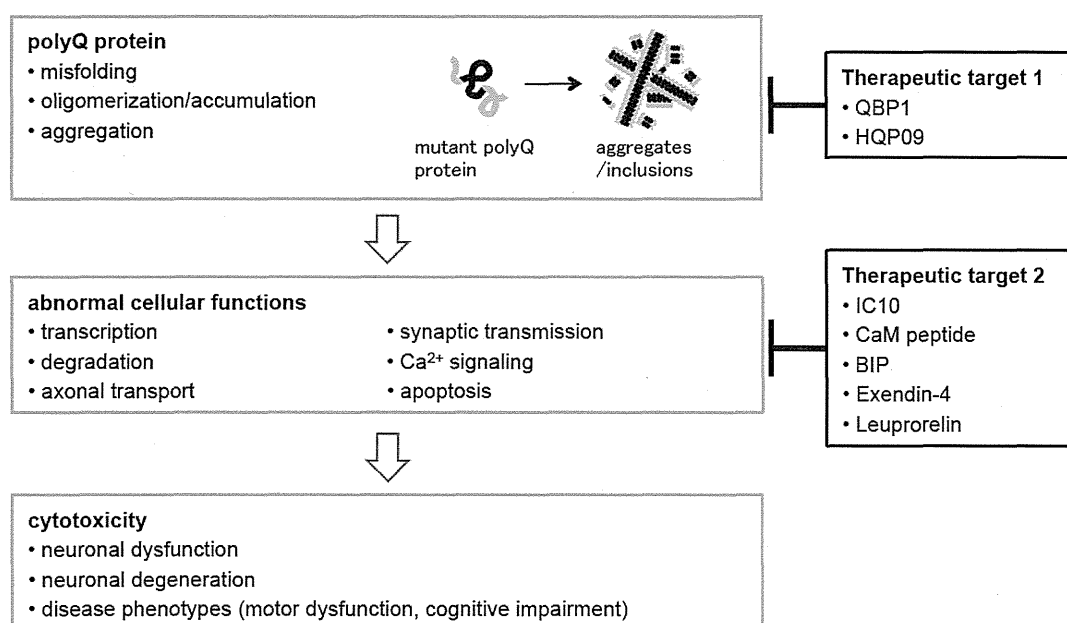 polyQ protein
• misfolding
• oligomerization/accumulation
• aggregation
mutant polyQ
protein
aggregates
/inclusions
Therapeutic target 1
• QBP1
• HQP09
abnormal cellular functions
• transcription
• degradation
• axonal transport
• synaptic transmission
• Ca²⁺ signaling
• apoptosis
Therapeutic target 2
• IC10
• CaM peptide
• BIP
• Exendin-4
• Leuprorelin
cytotoxicity
• neuronal dysfunction
• neuronal degeneration
• disease phenotypes (motor dysfunction, cognitive impairment)